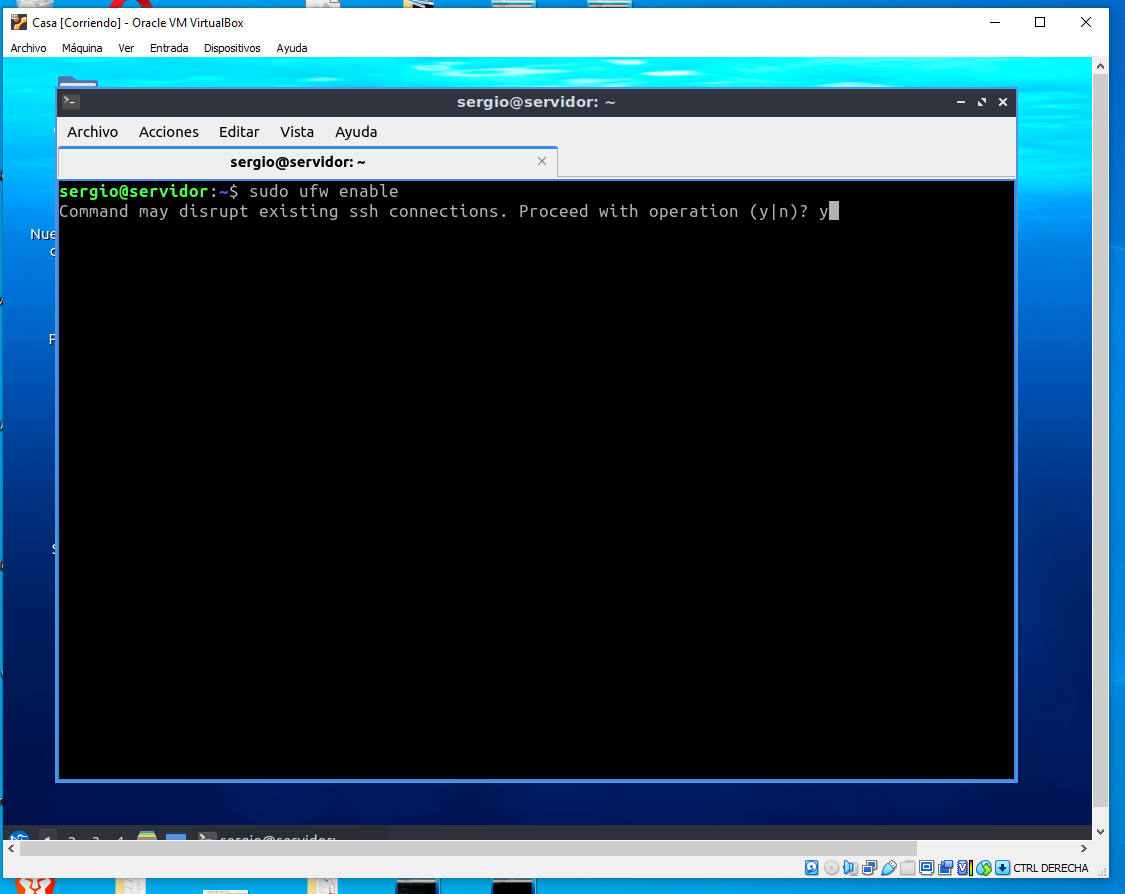 Casa [Corriendo] - Oracle VM VirtualBox
Archivo Máquina Ver Entrada Dispositivos Ayuda
sergio@servidor: ~
Archivo Acciones Editar Vista Ayuda
sergio@servidor: ~
sergio@servidor:~$ sudo ufw enable
Command may disrupt existing ssh connections. Proceed with operation (y|n)? y
Nue
1 2 3 4 sergio@servidor:
CTRL DERECHA